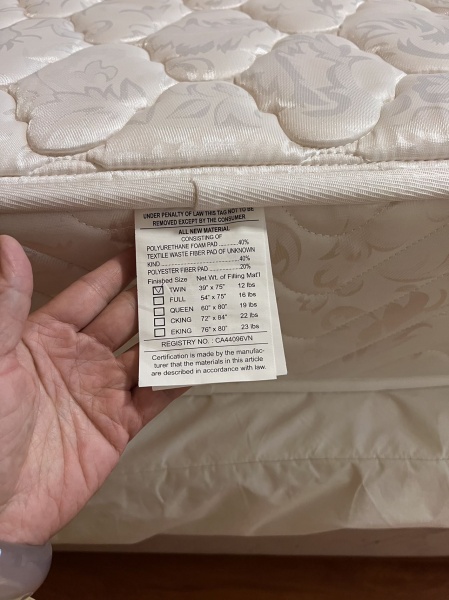 UNDER PENALTY OF LAW THIS TAG NOT TO BE
REMOVED EXCEPT BY THE CONSUMER
ALL NEW MATERIAL
CONSISTING OF
POLYURETHANE FOAM PAD ..........40%
TEXTILE WASTE FIBER PAD OF UNKNOWN
KIND......................................40%
POLYESTER FIBER PAD................20%
Finished Size Net Wt. of Filling Mat'l
TWIN 39" x 75" 12 lbs
FULL 54" x 75" 16 lbs
QUEEN 60" x 80" 19 lbs
CKING 72" x 84" 22 lbs
EKING 76" x 80" 23 lbs
REGISTRY NO. : CA44096VN
Certification is made by the manufac-
turer that the materials in this article
are described in accordance with law.